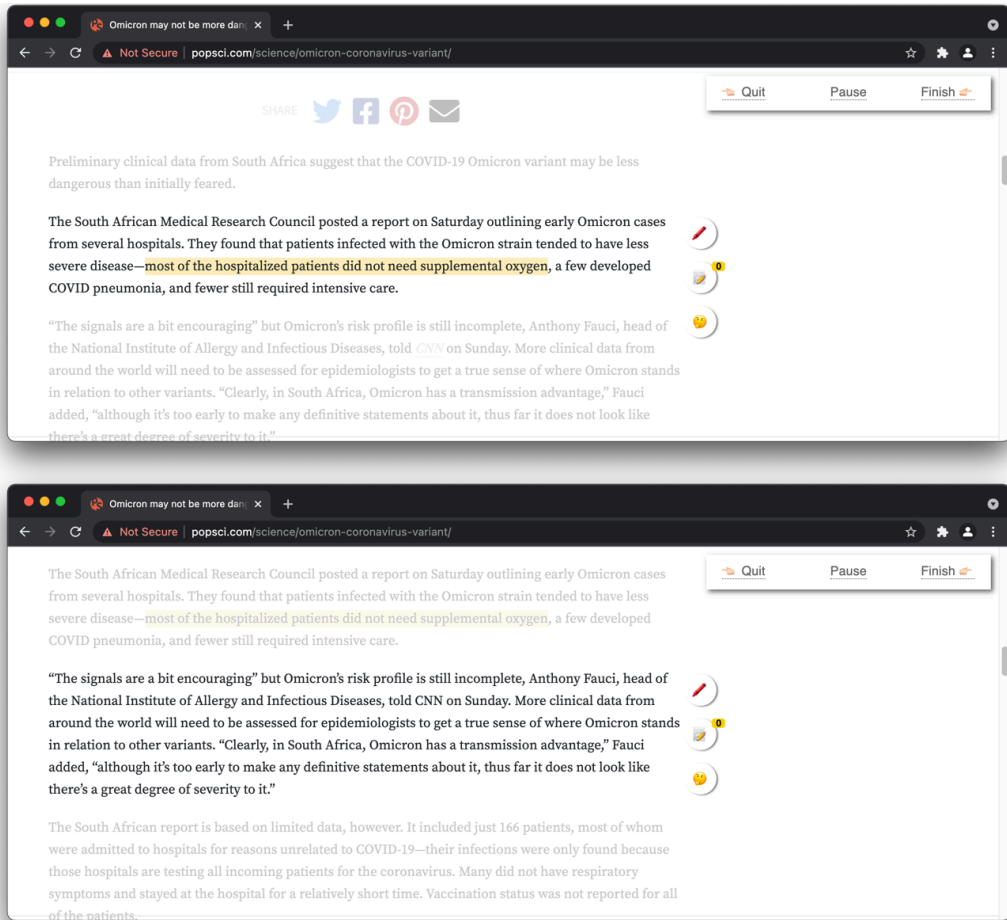 Omicron may not be more dan
Not Secure | popsci.com/science/omicron-coronavirus-variant/
Quit Pause Finish
SHARE
Preliminary clinical data from South Africa suggest that the COVID-19 Omicron variant may be less
dangerous than initially feared.
The South African Medical Research Council posted a report on Saturday outlining early Omicron cases
from several hospitals. They found that patients infected with the Omicron strain tended to have less
severe disease—most of the hospitalized patients did not need supplemental oxygen, a few developed
COVID pneumonia, and fewer still required intensive care.
0
“The signals are a bit encouraging” but Omicron’s risk profile is still incomplete, Anthony Fauci, head of
the National Institute of Allergy and Infectious Diseases, told CNN on Sunday. More clinical data from
around the world will need to be assessed for epidemiologists to get a true sense of where Omicron stands
in relation to other variants. “Clearly, in South Africa, Omicron has a transmission advantage,” Fauci
added, “although it’s too early to make any definitive statements about it, thus far it does not look like
there’s a great degree of severity to it.”
Omicron may not be more dan
Not Secure | popsci.com/science/omicron-coronavirus-variant/
Quit Pause Finish
The South African Medical Research Council posted a report on Saturday outlining early Omicron cases
from several hospitals. They found that patients infected with the Omicron strain tended to have less
severe disease—most of the hospitalized patients did not need supplemental oxygen, a few developed
COVID pneumonia, and fewer still required intensive care.
“The signals are a bit encouraging” but Omicron’s risk profile is still incomplete, Anthony Fauci, head of
the National Institute of Allergy and Infectious Diseases, told CNN on Sunday. More clinical data from
around the world will need to be assessed for epidemiologists to get a true sense of where Omicron stands
in relation to other variants. “Clearly, in South Africa, Omicron has a transmission advantage,” Fauci
added, “although it’s too early to make any definitive statements about it, thus far it does not look like
there’s a great degree of severity to it.”
0
The South African report is based on limited data, however. It included just 166 patients, most of whom
were admitted to hospitals for reasons unrelated to COVID-19—their infections were only found because
those hospitals are testing all incoming patients for the coronavirus. Many did not have respiratory
symptoms and stayed at the hospital for a relatively short time. Vaccination status was not reported for all
of the patients.